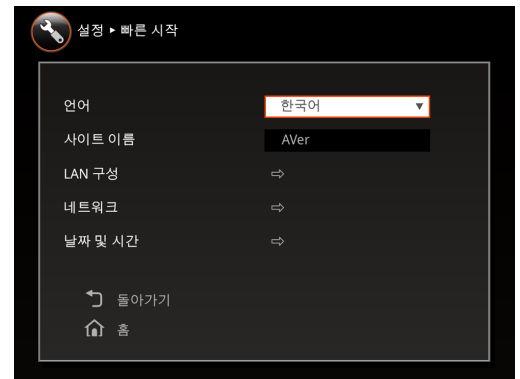 설정 ▸ 빠른 시작
언어 한국어 ▼
사이트 이름 AVer
LAN 구성 ⇨
네트워크 ⇨
날짜 및 시간 ⇨
돌아가기
홈